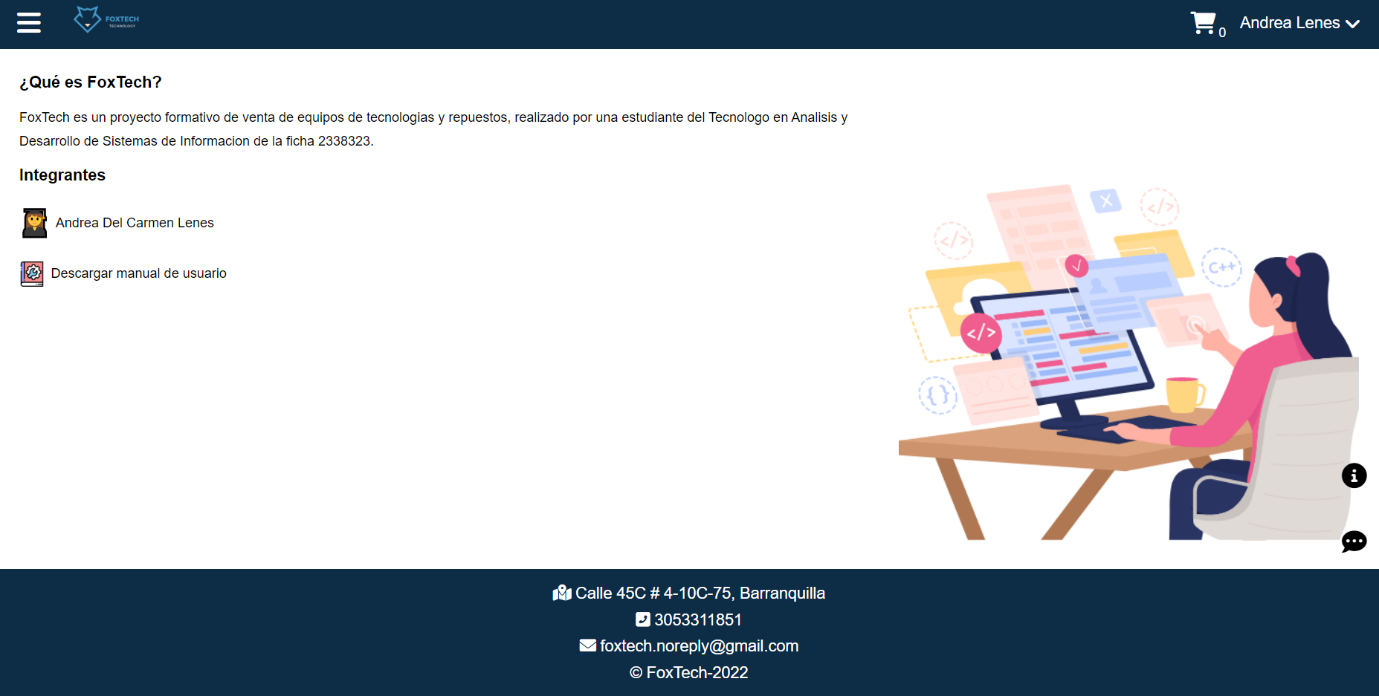 FOXTECH
TECHNOLOGY
0
Andrea Lenes
¿Qué es FoxTech?
FoxTech es un proyecto formativo de venta de equipos de tecnologias y repuestos, realizado por una estudiante del Tecnologo en Analisis y
Desarrollo de Sistemas de Informacion de la ficha 2338323.
Integrantes
Andrea Del Carmen Lenes
Descargar manual de usuario
X
</>
</>
C++
</>
{ }
Calle 45C # 4-10C-75, Barranquilla
3053311851
foxtech.noreply@gmail.com
© FoxTech-2022